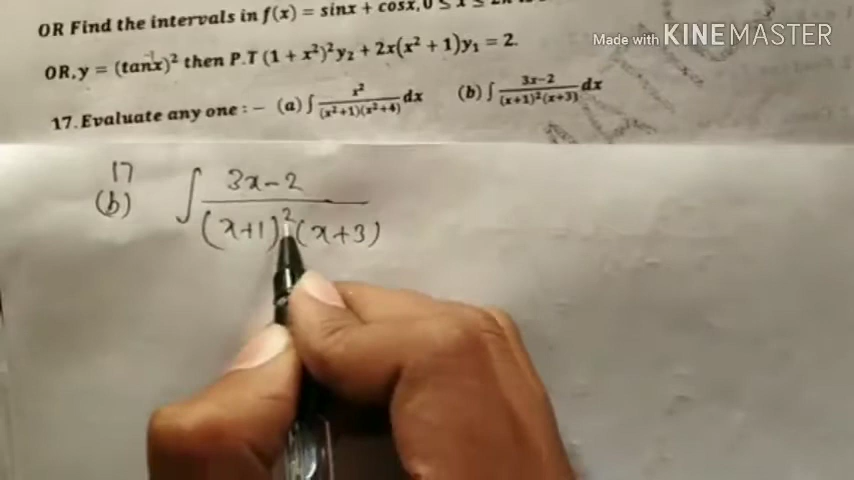 OR Find the intervals in f(x) = sinx + cosx, 0 ≤ x ≤ 2π
Made with KINEMASTER
OR, y = (tan⁻¹x)² then P.T (1 + x²)²y₂ + 2x(x² + 1)y₁ = 2.
17. Evaluate any one : – (a) ∫ x²/((x²+1)(x²+4)) dx (b) ∫ (3x−2)/((x+1)²(x+3)) dx
17
(b) ∫ (3x−2)/((x+1)²(x+3))